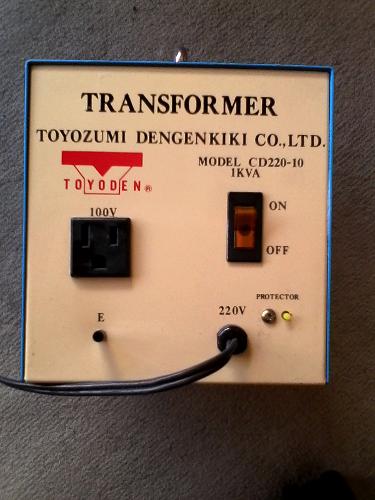 TRANSFORMER
TOYOZUMI DENGENKIKI CO.,LTD.
TOYODEN®
MODEL CD220-10
1KVA
100V
ON
OFF
PROTECTOR
E
220V